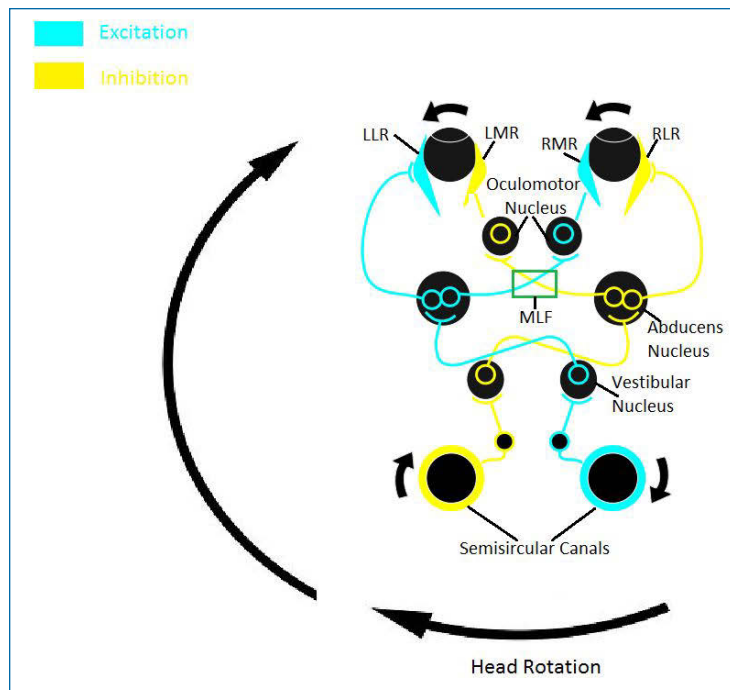 Excitation
Inhibition
LLR
LMR
RMR
RLR
Oculomotor
Nucleus
MLF
Abducens
Nucleus
Vestibular
Nucleus
Semisircular Canals
Head Rotation